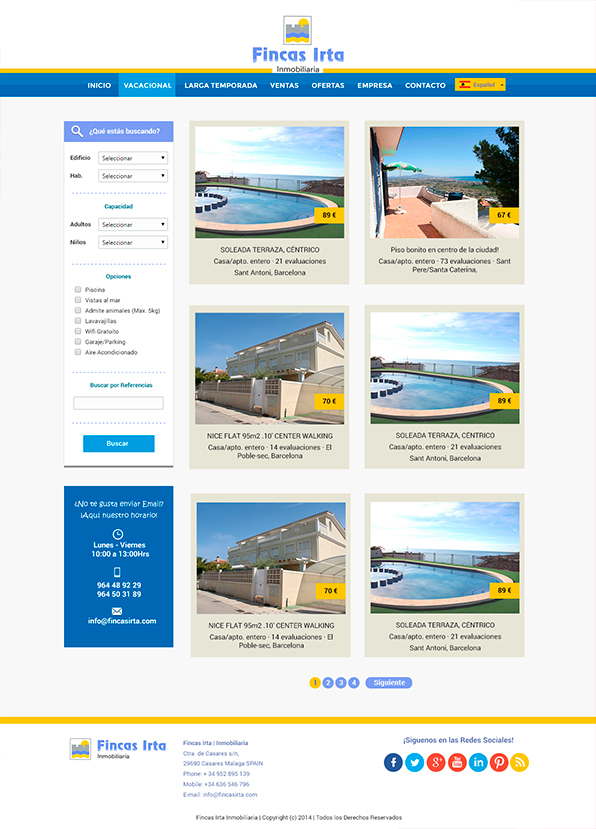 Fincas Irta
Inmobiliaria
INICIO VACACIONAL LARGA TEMPORADA VENTAS OFERTAS EMPRESA CONTACTO Español
¿Qué estás buscando?
Edificio Seleccionar
Hab. Seleccionar
Capacidad
Adultos Seleccionar
Niños Seleccionar
Opciones
Piscina
Vistas al mar
Admite animales (Max. 5kg)
Lavavajillas
Wifi Gratuito
Garaje/Parking
Aire Acondicionado
Buscar por Referencias
Buscar
¿No te gusta enviar Email?
¡Aquí nuestro horario!
Lunes - Viernes
10:00 a 13:00Hrs
964 48 92 29
964 50 31 89
info@fincasirta.com
89 €
SOLEADA TERRAZA, CÉNTRICO
Casa/apto. entero · 21 evaluaciones
Sant Antoni, Barcelona
67 €
Piso bonito en centro de la ciudad!
Casa/apto. entero · 73 evaluaciones · Sant
Pere/Santa Caterina,
70 €
NICE FLAT 95m2 .10' CENTER WALKING
Casa/apto. entero · 14 evaluaciones · El
Poble-sec, Barcelona
89 €
SOLEADA TERRAZA, CÉNTRICO
Casa/apto. entero · 21 evaluaciones
Sant Antoni, Barcelona
70 €
NICE FLAT 95m2 .10' CENTER WALKING
Casa/apto. entero · 14 evaluaciones · El
Poble-sec, Barcelona
89 €
SOLEADA TERRAZA, CÉNTRICO
Casa/apto. entero · 21 evaluaciones
Sant Antoni, Barcelona
1 2 3 4 Siguiente
Fincas Irta
Inmobiliaria
Fincas Irta | Inmobiliaria
Ctra. de Casares s/n,
29690 Casares Malaga SPAIN
Phone: + 34 952 895 139
Mobile: +34 636 546 796
E-mail: info@fincasirta.com
¡Siguenos en las Redes Sociales!
Fincas Irta Inmobiliaria | Copyright (c) 2014 | Todos los Derechos Reservados